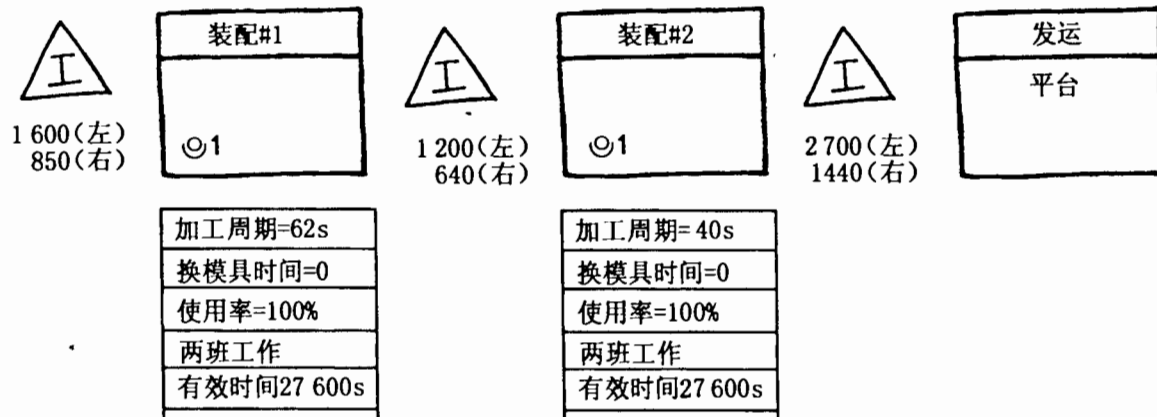 装配#1
装配#2
发运
平台
工
工
工
1 600(左)
850(右)
1
1 200(左)
640(右)
1
2 700(左)
1440(右)
加工周期=62s
换模具时间=0
使用率=100%
两班工作
有效时间27 600s
加工周期=40s
换模具时间=0
使用率=100%
两班工作
有效时间27 600s